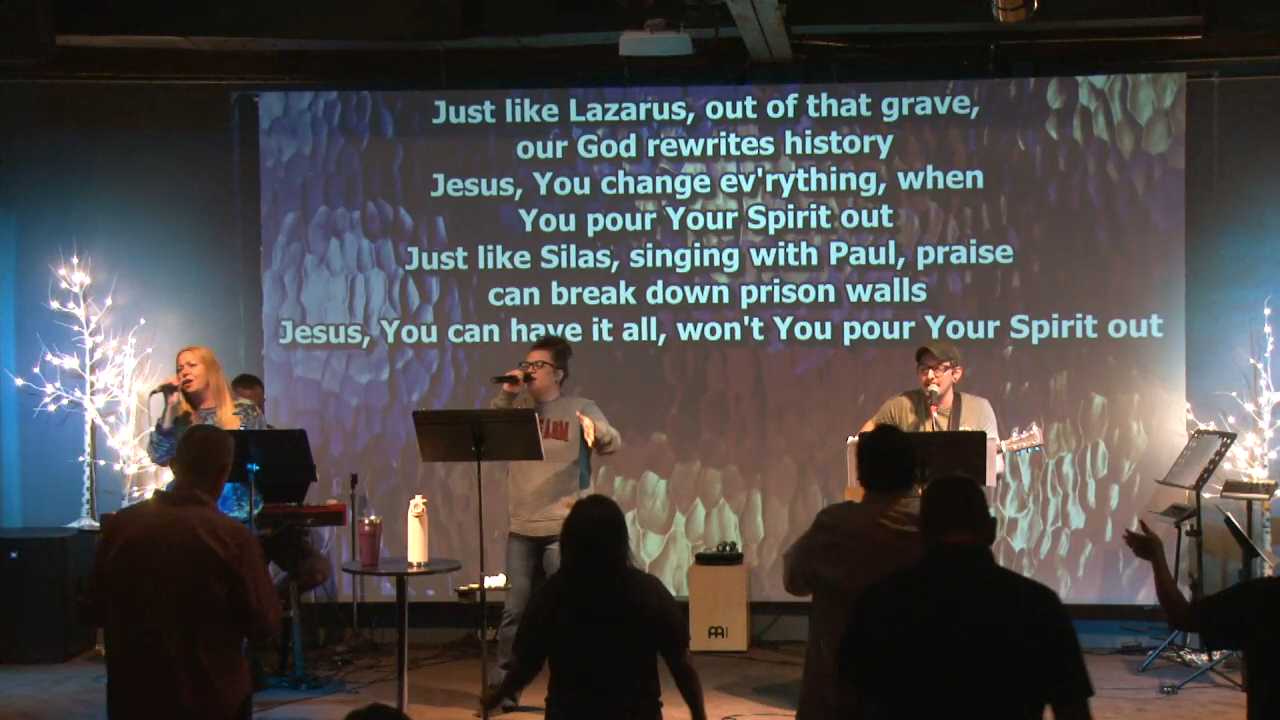 Just like Lazarus, out of that grave,
our God rewrites history
Jesus, You change ev'rything, when
You pour Your Spirit out
Just like Silas, singing with Paul, praise
can break down prison walls
Jesus, You can have it all, won't You pour Your Spirit out